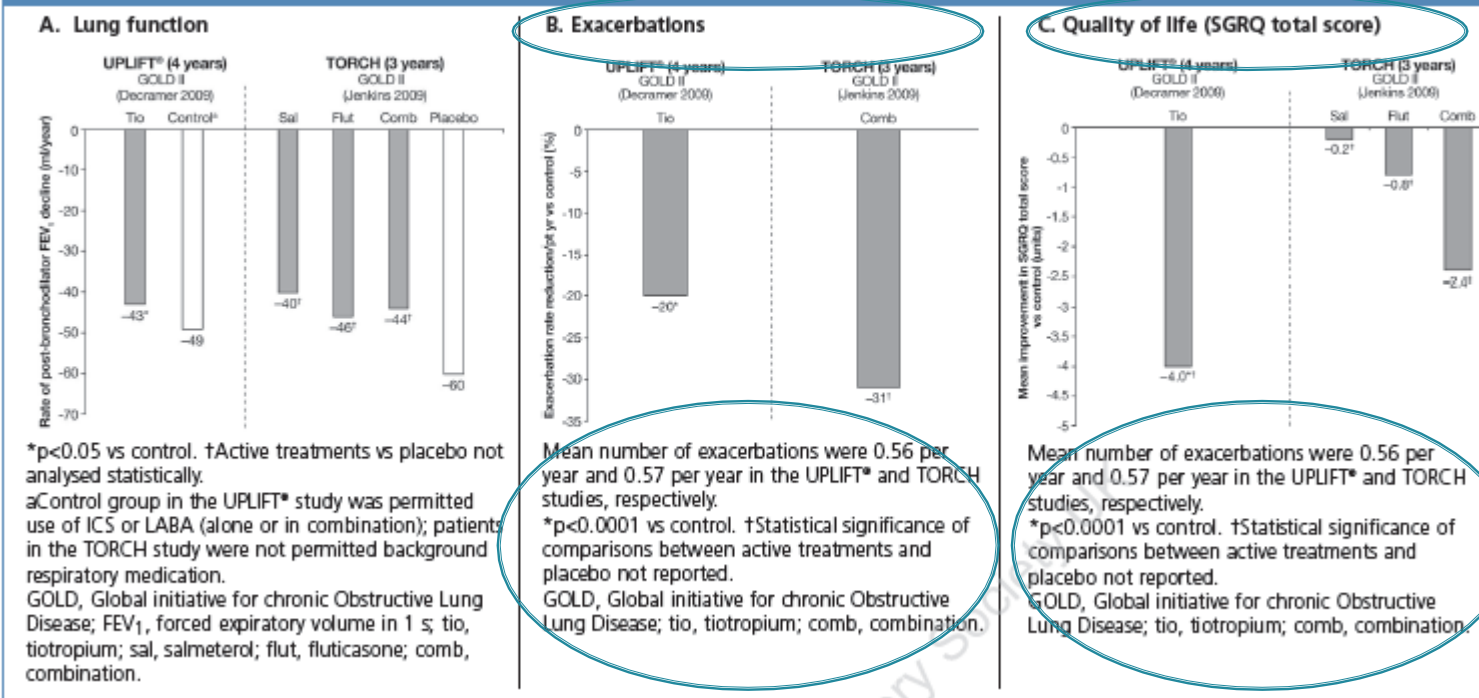 A. Lung function
UPLIFT® (4 years)
GOLD II
(Decramer 2009)
TORCH (3 years)
GOLD II
(Jenkins 2009)
Tio Controlª Sal Flut Comb Placebo
Rate of post-bronchodilator FEV₁ decline (ml/year)
0
-10
-20
-30
-40
-50
-60
-70
–43*
–49
–40†
–46†
–44†
–60
*p<0.05 vs control. †Active treatments vs placebo not
analysed statistically.
aControl group in the UPLIFT® study was permitted
use of ICS or LABA (alone or in combination); patients
in the TORCH study were not permitted background
respiratory medication.
GOLD, Global initiative for chronic Obstructive Lung
Disease; FEV₁, forced expiratory volume in 1 s; tio,
tiotropium; sal, salmeterol; flut, fluticasone; comb,
combination.
B. Exacerbations
UPLIFT® (4 years)
GOLD II
(Decramer 2009)
TORCH (3 years)
GOLD II
(Jenkins 2009)
Tio Comb
Exacerbation rate reduction/pt yr vs control (%)
0
-5
-10
-15
-20
-25
-30
-35
–20*
–31†
Mean number of exacerbations were 0.56 per
year and 0.57 per year in the UPLIFT® and TORCH
studies, respectively.
*p<0.0001 vs control. †Statistical significance of
comparisons between active treatments and
placebo not reported.
GOLD, Global initiative for chronic Obstructive
Lung Disease; tio, tiotropium; comb, combination.
C. Quality of life (SGRQ total score)
UPLIFT® (4 years)
GOLD II
(Decramer 2009)
TORCH (3 years)
GOLD II
(Jenkins 2009)
Tio Sal Flut Comb
Mean improvement in SGRQ total score
vs control (units)
0
-0.5
-1
-1.5
-2
-2.5
-3
-3.5
-4
-4.5
-5
–4.0*†
–0.2†
–0.8†
–2.4†
Mean number of exacerbations were 0.56 per
year and 0.57 per year in the UPLIFT® and TORCH
studies, respectively.
*p<0.0001 vs control. †Statistical significance of
comparisons between active treatments and
placebo not reported.
GOLD, Global initiative for chronic Obstructive
Lung Disease; tio, tiotropium; comb, combination.
Society